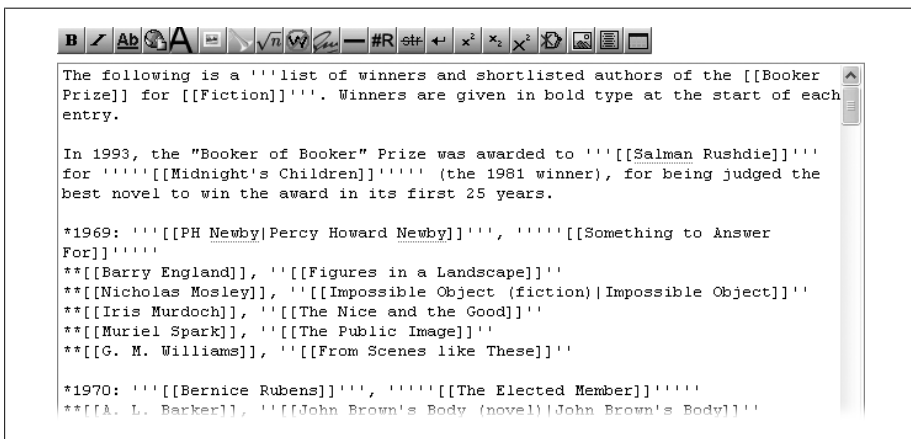 B I Ab A √n W — #R str ↵ x² x₂ x²
The following is a '''list of winners and shortlisted authors of the [[Booker
Prize]] for [[Fiction]]'''. Winners are given in bold type at the start of each
entry.
In 1993, the "Booker of Booker" Prize was awarded to '''[[Salman Rushdie]]'''
for '''''[[Midnight's Children]]''''' (the 1981 winner), for being judged the
best novel to win the award in its first 25 years.
*1969: '''[[PH Newby|Percy Howard Newby]]''', '''''[[Something to Answer
For]]'''''
**[[Barry England]], ''[[Figures in a Landscape]]''
**[[Nicholas Mosley]], ''[[Impossible Object (fiction)|Impossible Object]]''
**[[Iris Murdoch]], ''[[The Nice and the Good]]''
**[[Muriel Spark]], ''[[The Public Image]]''
**[[G. M. Williams]], ''[[From Scenes like These]]''
*1970: '''[[Bernice Rubens]]''', '''''[[The Elected Member]]'''''
**[[A. L. Barker]], ''[[John Brown's Body (novel)|John Brown's Body]]''